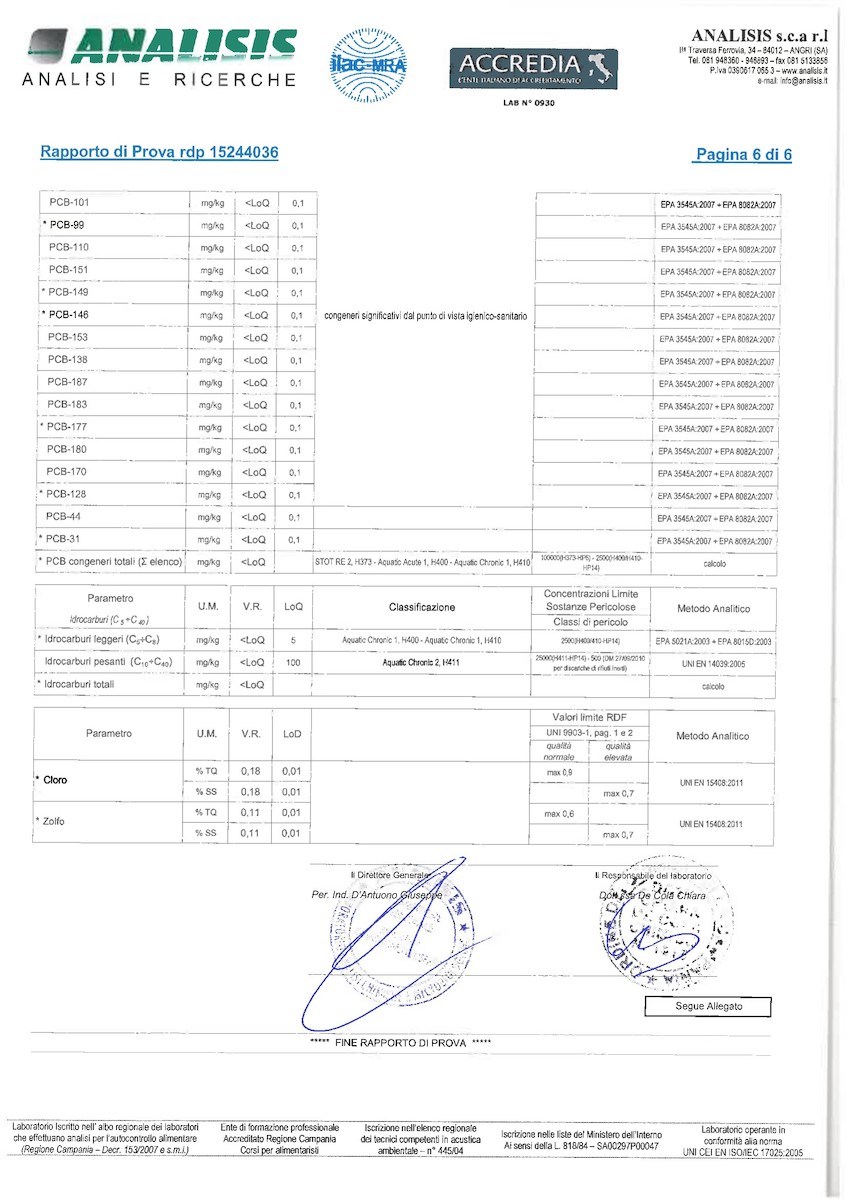 ANALISIS
ANALISI E RICERCHE
ilac-MRA
ACCREDIA
L'ENTE ITALIANO DI ACCREDITAMENTO
LAB N° 0930
ANALISIS s.c.a r.l
IIª Traversa Ferrovia, 34 – 84012 – ANGRI (SA)
Tel. 081 948360 - 946893 – fax 081 5133856
P.Iva 0390617 065 3 – www.analisis.it
e-mail: info@analisis.it
Rapporto di Prova rdp 15244036
Pagina 6 di 6
PCB-101 mg/kg <LoQ 0,1 EPA 3545A:2007 + EPA 8082A:2007
* PCB-99 mg/kg <LoQ 0,1 EPA 3545A:2007 + EPA 8082A:2007
PCB-110 mg/kg <LoQ 0,1 EPA 3545A:2007 + EPA 8082A:2007
PCB-151 mg/kg <LoQ 0,1 EPA 3545A:2007 + EPA 8082A:2007
* PCB-149 mg/kg <LoQ 0,1 EPA 3545A:2007 + EPA 8082A:2007
* PCB-146 mg/kg <LoQ 0,1 congeneri significativi dal punto di vista igienico-sanitario EPA 3545A:2007 + EPA 8082A:2007
PCB-153 mg/kg <LoQ 0,1 EPA 3545A:2007 + EPA 8082A:2007
PCB-138 mg/kg <LoQ 0,1 EPA 3545A:2007 + EPA 8082A:2007
PCB-187 mg/kg <LoQ 0,1 EPA 3545A:2007 + EPA 8082A:2007
PCB-183 mg/kg <LoQ 0,1 EPA 3545A:2007 + EPA 8082A:2007
* PCB-177 mg/kg <LoQ 0,1 EPA 3545A:2007 + EPA 8082A:2007
PCB-180 mg/kg <LoQ 0,1 EPA 3545A:2007 + EPA 8082A:2007
PCB-170 mg/kg <LoQ 0,1 EPA 3545A:2007 + EPA 8082A:2007
* PCB-128 mg/kg <LoQ 0,1 EPA 3545A:2007 + EPA 8082A:2007
PCB-44 mg/kg <LoQ 0,1 EPA 3545A:2007 + EPA 8082A:2007
* PCB-31 mg/kg <LoQ 0,1 EPA 3545A:2007 + EPA 8082A:2007
* PCB congeneri totali (Σ elenco) mg/kg <LoQ STOT RE 2, H373 - Aquatic Acute 1, H400 - Aquatic Chronic 1, H410 100000(H373-HP5) - 2500(H400/H410-HP14) calcolo
Parametro U.M. V.R. LoQ Classificazione Concentrazioni Limite Sostanze Pericolose Metodo Analitico
Idrocarburi (C5÷C40) Classi di pericolo
* Idrocarburi leggeri (C5÷C8) mg/kg <LoQ 5 Aquatic Chronic 1, H400 - Aquatic Chronic 1, H410 2500(H400/410-HP14) EPA 5021A:2003 + EPA 8015D:2003
Idrocarburi pesanti (C10÷C40) mg/kg <LoQ 100 Aquatic Chronic 2, H411 25000(H411-HP14) - 500 (DM 27/09/2010 per discariche di rifiuti inerti) UNI EN 14039:2005
* Idrocarburi totali mg/kg <LoQ calcolo
Parametro U.M. V.R. LoD Valori limite RDF Metodo Analitico
UNI 9903-1, pag. 1 e 2
qualità normale qualità elevata
* Cloro % TQ 0,18 0,01 max 0,9 UNI EN 15408:2011
% SS 0,18 0,01 max 0,7
* Zolfo % TQ 0,11 0,01 max 0,6 UNI EN 15408:2011
% SS 0,11 0,01 max 0,7
Il Direttore Generale
Per. Ind. D'Antuono Giuseppe
Il Responsabile del laboratorio
Dott.ssa De Cola Chiara
Segue Allegato
***** FINE RAPPORTO DI PROVA *****
Laboratorio Iscritto nell' albo regionale dei laboratori
che effettuano analisi per l'autocontrollo alimentare
(Regione Campania – Decr. 153/2007 e s.m.i.)
Ente di formazione professionale
Accreditato Regione Campania
Corsi per alimentaristi
Iscrizione nell'elenco regionale
dei tecnici competenti in acustica
ambientale – n° 445/04
Iscrizione nelle liste del Ministero dell'Interno
Ai sensi della L. 818/84 – SA00297P00047
Laboratorio operante in
conformità alla norma
UNI CEI EN ISO/IEC 17025:2005